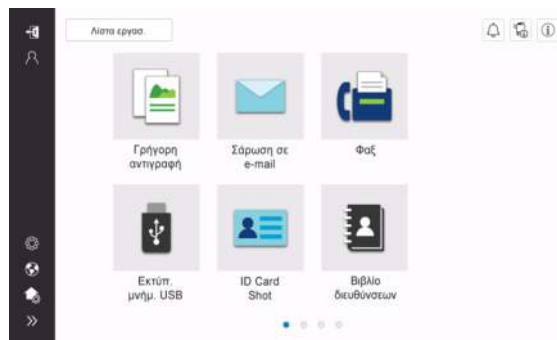 Λίστα εργασ.
Γρήγορη
αντιγραφή
Σάρωση σε
e-mail
Φαξ
Εκτύπ.
μνήμ. USB
ID Card
Shot
Βιβλίο
διευθύνσεων